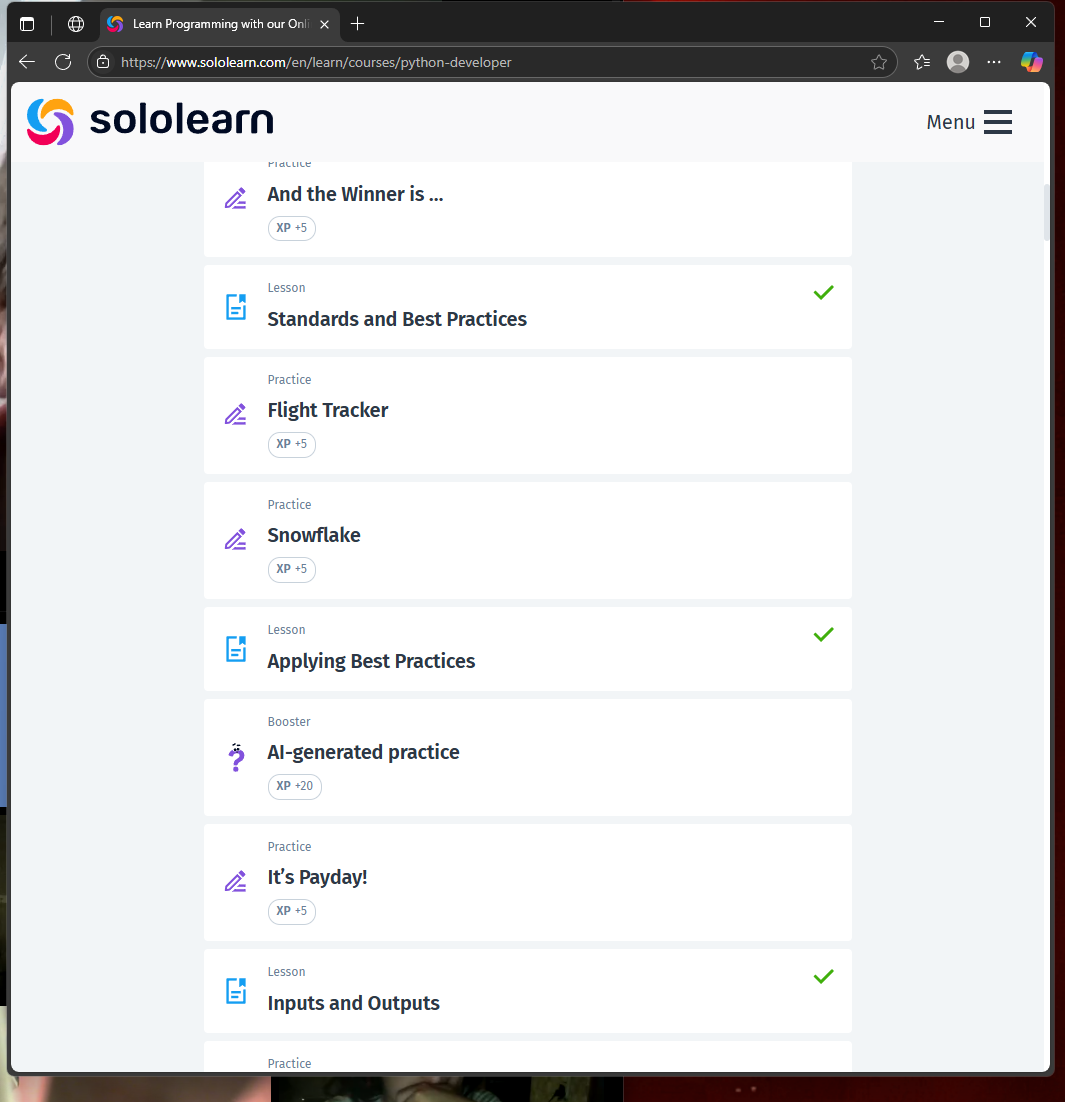 Learn Programming with our Onli
https://www.sololearn.com/en/learn/courses/python-developer
sololearn
Menu
Practice
And the Winner is ...
XP +5
Lesson
Standards and Best Practices
Practice
Flight Tracker
XP +5
Practice
Snowflake
XP +5
Lesson
Applying Best Practices
Booster
AI-generated practice
XP +20
Practice
It’s Payday!
XP +5
Lesson
Inputs and Outputs
Practice